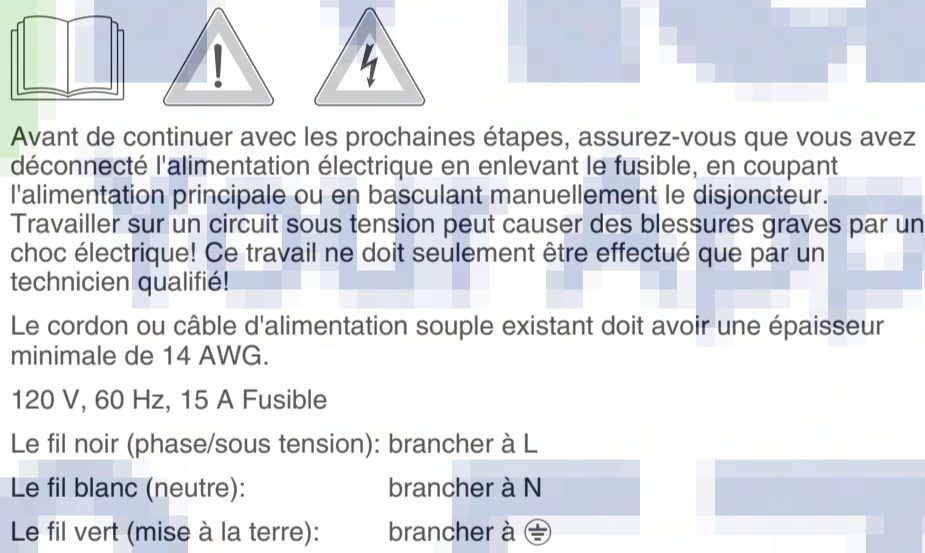 Avant de continuer avec les prochaines étapes, assurez-vous que vous avez
déconnecté l'alimentation électrique en enlevant le fusible, en coupant
l'alimentation principale ou en basculant manuellement le disjoncteur.
Travailler sur un circuit sous tension peut causer des blessures graves par un
choc électrique! Ce travail ne doit seulement être effectué que par un
technicien qualifié!
Le cordon ou câble d'alimentation souple existant doit avoir une épaisseur
minimale de 14 AWG.
120 V, 60 Hz, 15 A Fusible
Le fil noir (phase/sous tension): brancher à L
Le fil blanc (neutre): brancher à N
Le fil vert (mise à la terre): brancher à ⏚
Your App